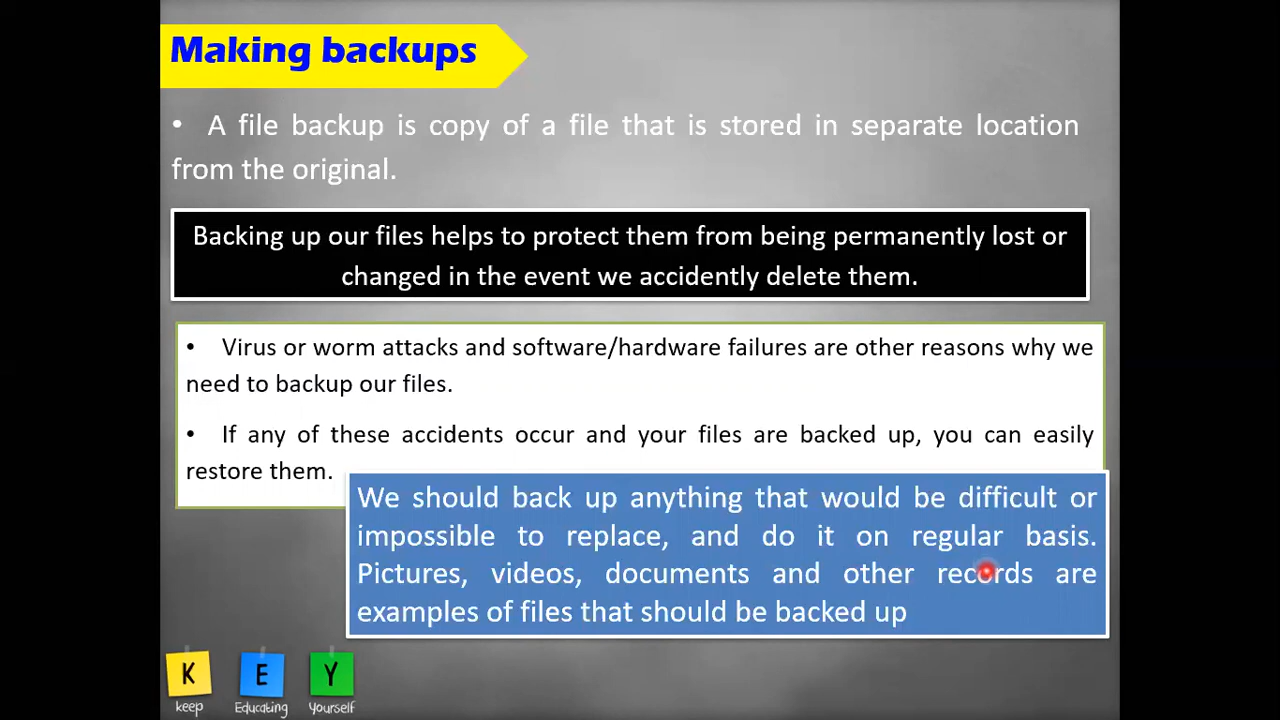 Making backups
• A file backup is copy of a file that is stored in separate location
from the original.
Backing up our files helps to protect them from being permanently lost or
changed in the event we accidently delete them.
• Virus or worm attacks and software/hardware failures are other reasons why we
need to backup our files.
• If any of these accidents occur and your files are backed up, you can easily
restore them.
We should back up anything that would be difficult or
impossible to replace, and do it on regular basis.
Pictures, videos, documents and other records are
examples of files that should be backed up
K E Y
keep Educating Yourself